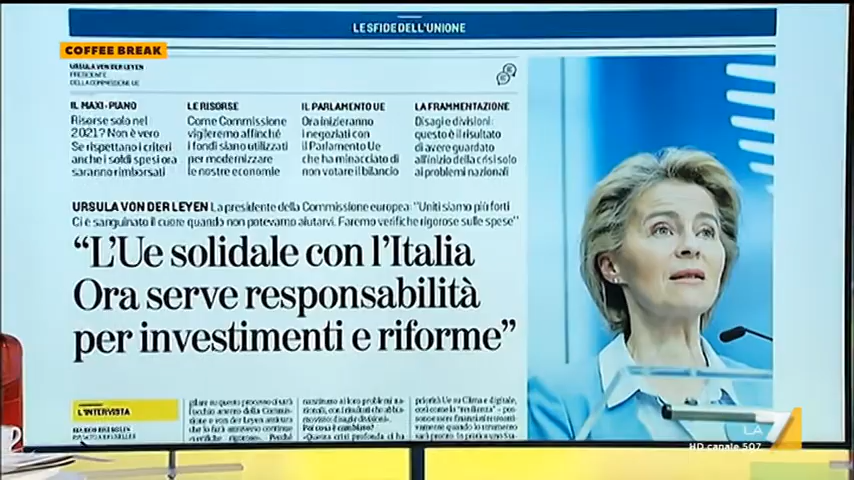 LE SFIDE DELL'UNIONE
COFFEE BREAK
URSULA VON DER LEYEN
PRESIDENTE
DELLA COMMISSIONE UE
IL MAXI-PIANO
Risorse solo nel
2021? Non è vero
Se rispettano i criteri
anche i soldi spesi ora
saranno rimborsati
LE RISORSE
Come Commissione
vigileremo affinché
i fondi siano utilizzati
per modernizzare
le nostre economie
IL PARLAMENTO UE
Ora inizieranno
i negoziati con
il Parlamento Ue
che ha minacciato di
non votare il bilancio
LA FRAMMENTAZIONE
Disagi e divisioni:
questo è il risultato
di avere guardato
all'inizio della crisi solo
ai problemi nazionali
URSULA VON DER LEYEN La presidente della Commissione europea: "Uniti siamo più forti
Ci è sanguinato il cuore quando non potevamo aiutarvi. Faremo verifiche rigorose sulle spese"
"L'Ue solidale con l'Italia
Ora serve responsabilità
per investimenti e riforme"
L'INTERVISTA
LA 7
HD canale 507